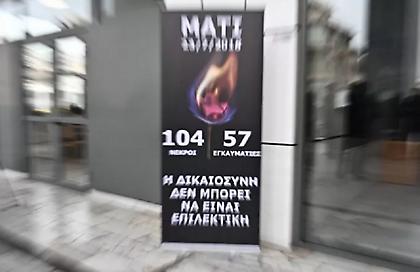 ΜΑΤΙ
23/7/2018
104 57
ΝΕΚΡΟΙ ΕΓΚΑΥΜΑΤΙΕΣ
Η ΔΙΚΑΙΟΣΥΝΗ
ΔΕΝ ΜΠΟΡΕΙ
ΝΑ ΕΙΝΑΙ
ΕΠΙΛΕΚΤΙΚΗ